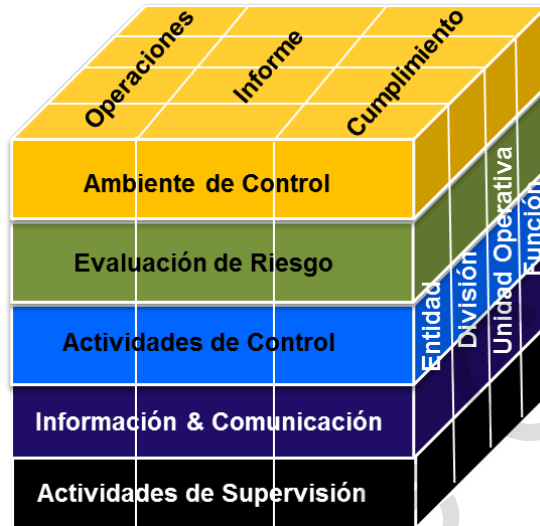 Operaciones
Informe
Cumplimiento
Ambiente de Control
Evaluación de Riesgo
Actividades de Control
Información & Comunicación
Actividades de Supervisión
Entidad
División
Unidad Operativa
Función